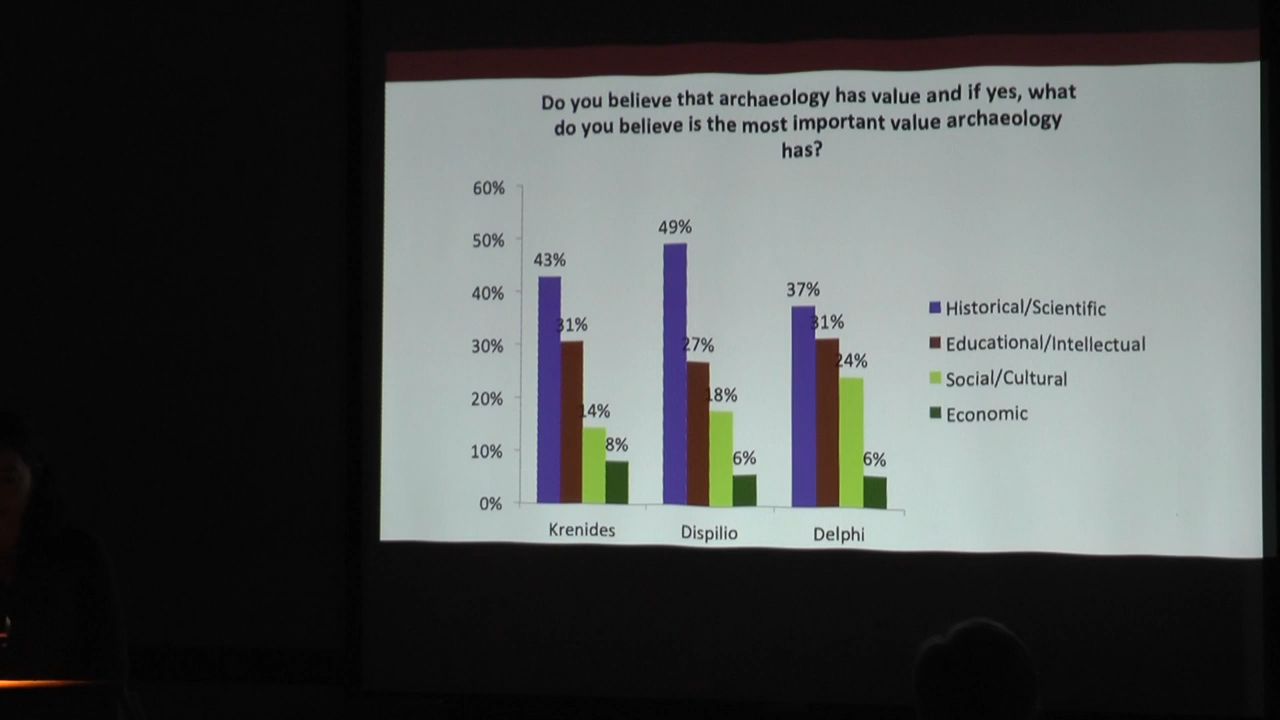 Do you believe that archaeology has value and if yes, what
do you believe is the most important value archaeology
has?
60%
50%
40%
30%
20%
10%
0%
43%
31%
14%
8%
49%
27%
18%
6%
37%
31%
24%
6%
Krenides
Dispilio
Delphi
Historical/Scientific
Educational/Intellectual
Social/Cultural
Economic